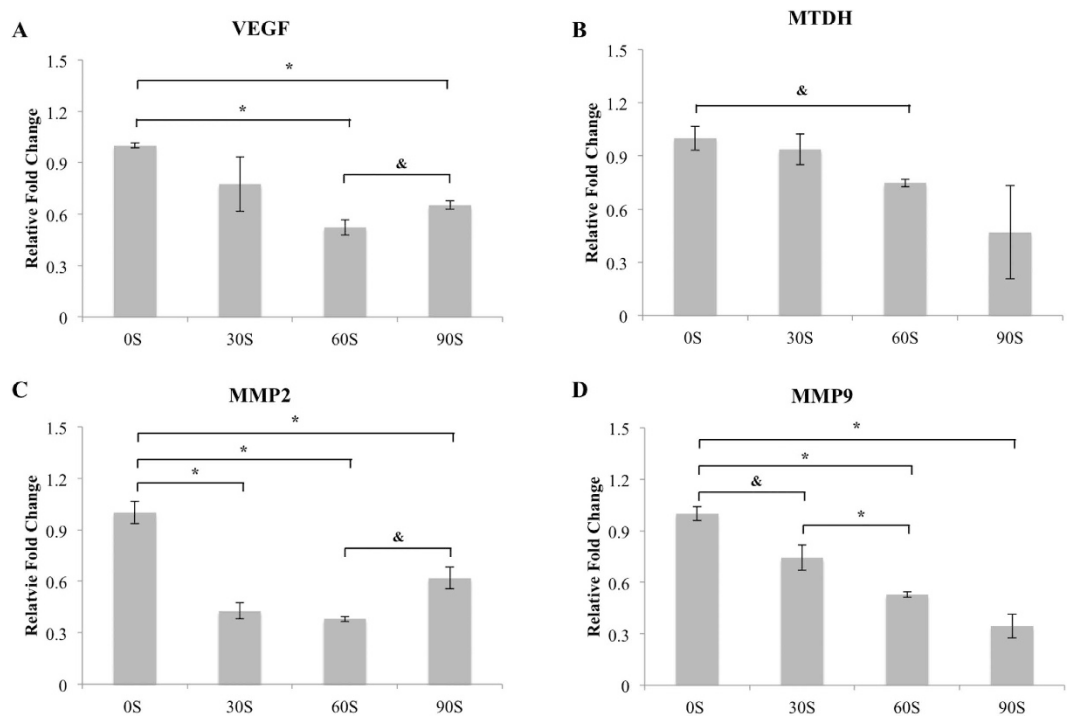 A
VEGF
Relative Fold Change
1.5
1.2
0.9
0.6
0.3
0
*
*
&
0S 30S 60S 90S
B
MTDH
Relative Fold Change
1.5
1.2
0.9
0.6
0.3
0
&
0S 30S 60S 90S
C
MMP2
Relatvie Fold Change
1.5
1.2
0.9
0.6
0.3
0
*
*
*
&
0S 30S 60S 90S
D
MMP9
Relative Fold Change
1.5
1.2
0.9
0.6
0.3
0
*
*
&
*
0S 30S 60S 90S